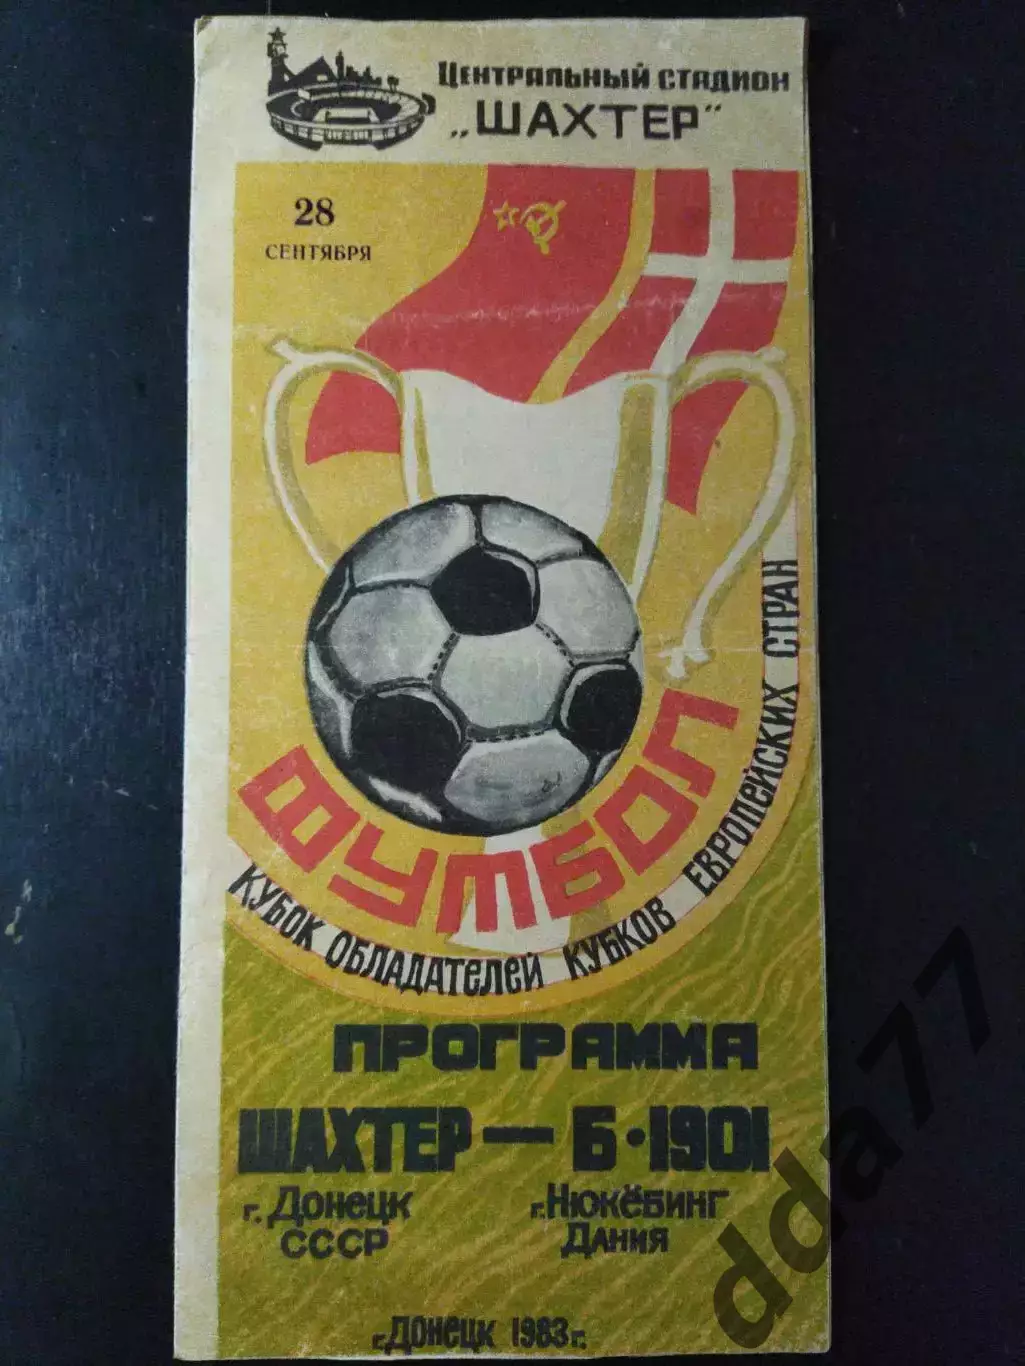 Центральный стадион
„ШАХТЕР"
28
СЕНТЯБРЯ
ФУТБОЛ
КУБОК ОБЛАДАТЕЛЕЙ КУБКОВ ЕВРОПЕЙСКИХ СТРАН
ПРОГРАММА
ШАХТЕР — Б·1901
г. Донецк
СССР
г. Нюкёбинг
Дания
г. Донецк 1983 г.
dda77